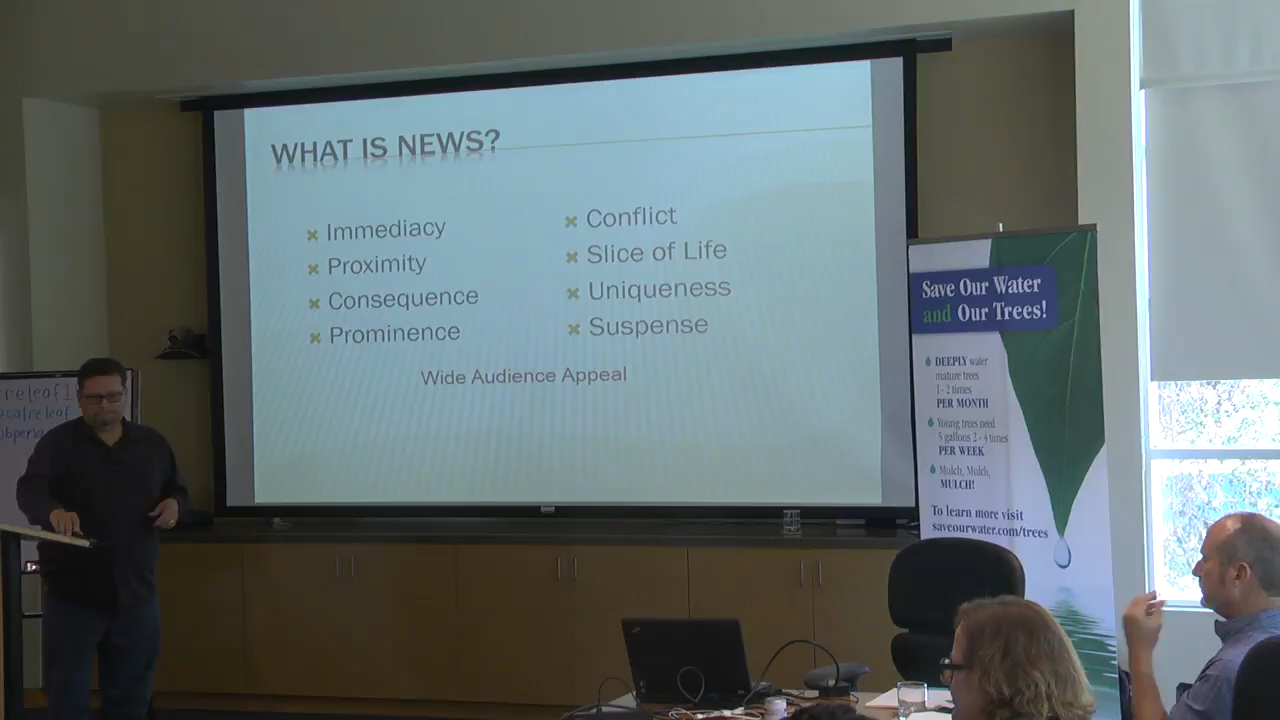 WHAT IS NEWS?
Immediacy
Proximity
Consequence
Prominence
Conflict
Slice of Life
Uniqueness
Suspense
Wide Audience Appeal
Save Our Water
and Our Trees!
DEEPLY water
mature trees
1 - 2 times
PER MONTH
Young trees need
5 gallons 2 - 4 times
PER WEEK
Mulch, Mulch,
MULCH!
To learn more visit
saveourwater.com/trees